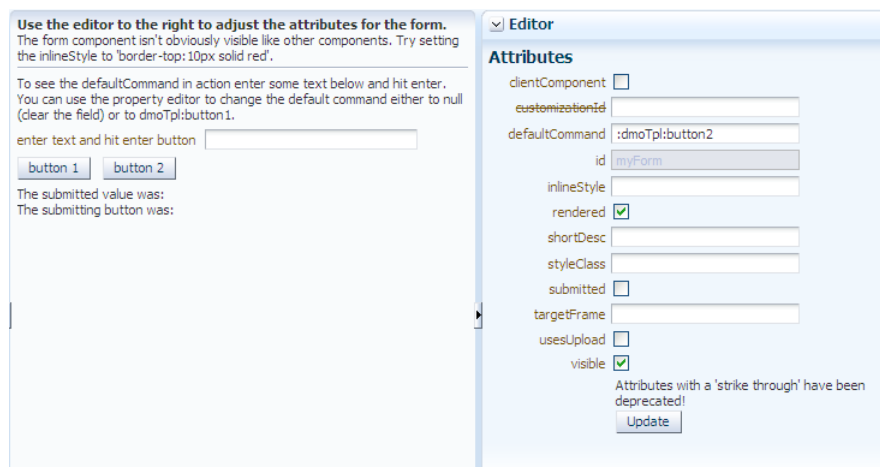 Use the editor to the right to adjust the attributes for the form.
The form component isn't obviously visible like other components. Try setting
the inlineStyle to 'border-top:10px solid red'.
To see the defaultCommand in action enter some text below and hit enter.
You can use the property editor to change the default command either to null
(clear the field) or to dmoTpl:button1.
enter text and hit enter button
button 1 button 2
The submitted value was:
The submitting button was:
Editor
Attributes
clientComponent
customizationId
defaultCommand :dmoTpl:button2
id myForm
inlineStyle
rendered
shortDesc
styleClass
submitted
targetFrame
usesUpload
visible
Attributes with a 'strike through' have been
deprecated!
Update